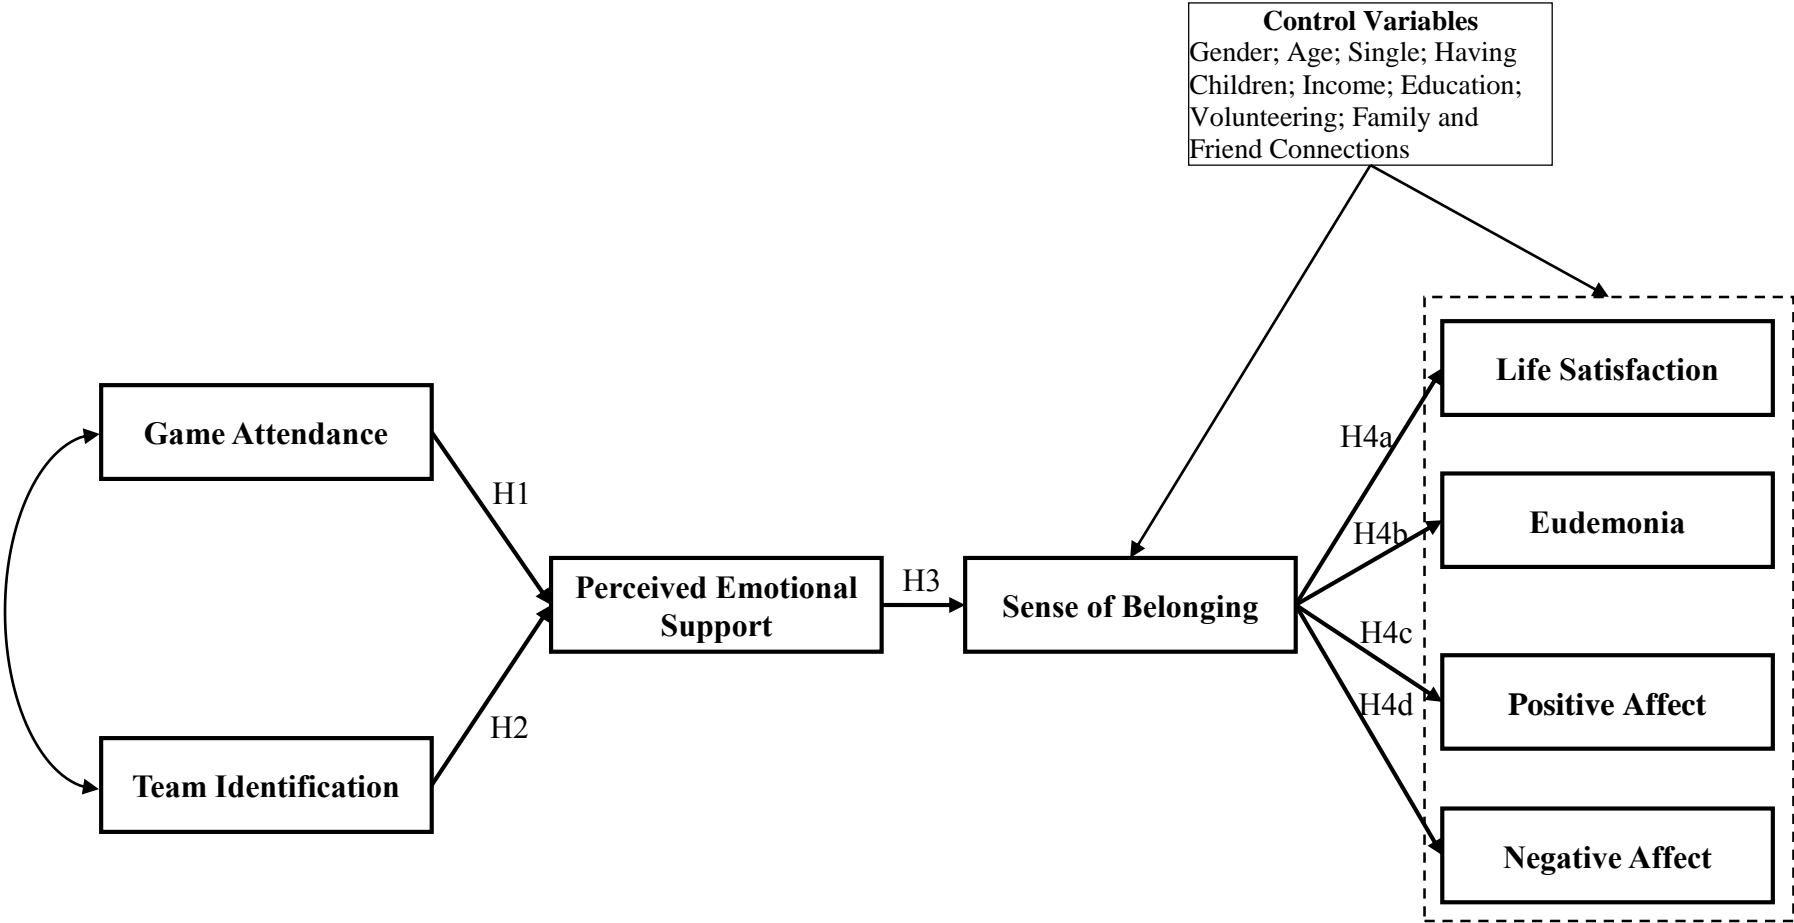 Control Variables
Gender; Age; Single; Having
Children; Income; Education;
Volunteering; Family and
Friend Connections
Life Satisfaction
H4a
Game Attendance
H1
Eudemonia
H4b
Perceived Emotional
Support
H3
Sense of Belonging
H4c
H4d
Positive Affect
H2
Team Identification
Negative Affect